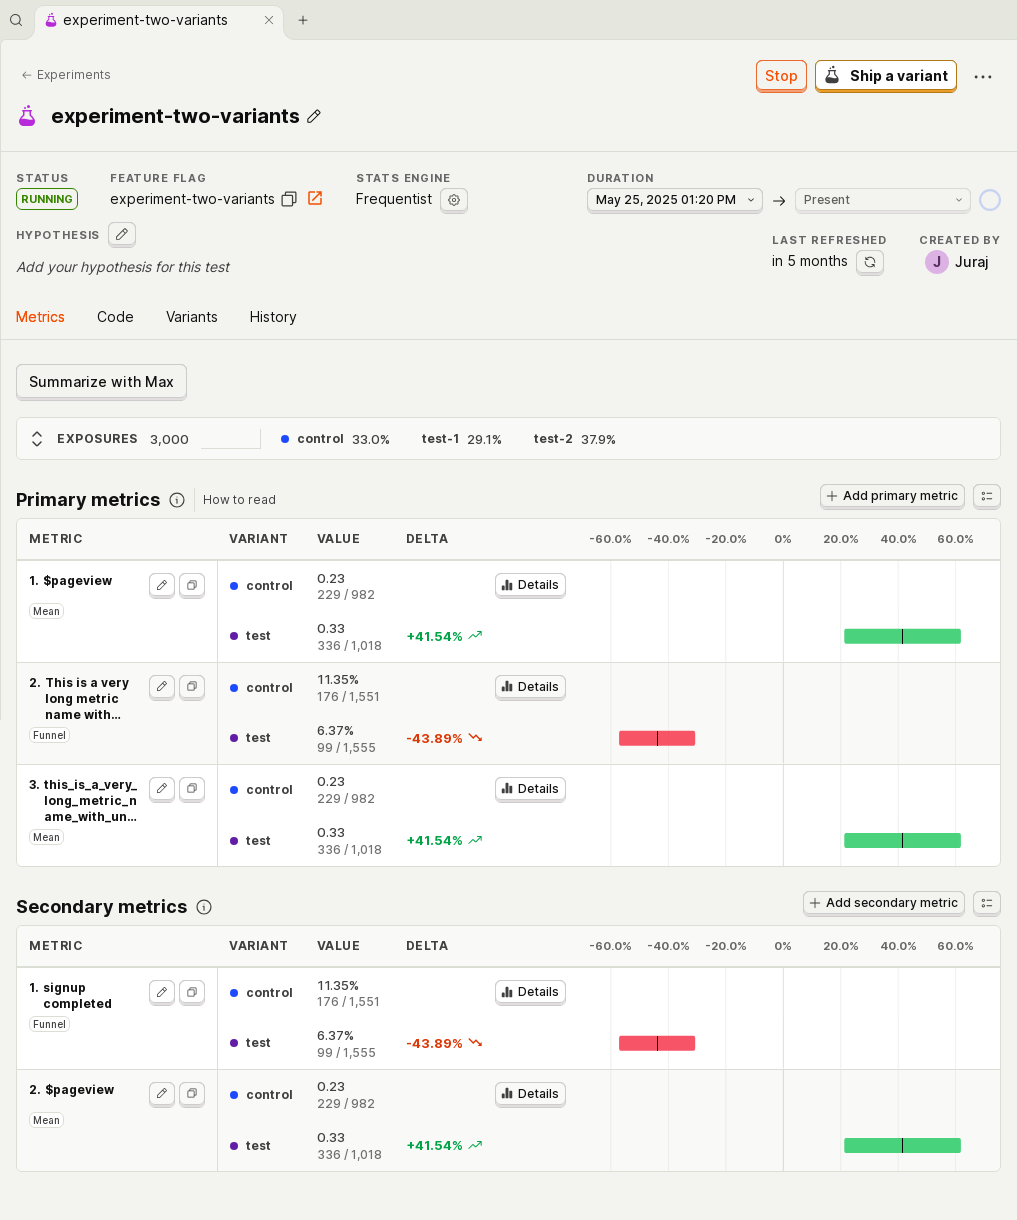 experiment-two-variants
Experiments
Stop
Ship a variant
experiment-two-variants
STATUS
FEATURE FLAG
STATS ENGINE
DURATION
RUNNING
experiment-two-variants
Frequentist
May 25, 2025 01:20 PM
Present
HYPOTHESIS
LAST REFRESHED
CREATED BY
in 5 months
J Juraj
Add your hypothesis for this test
Metrics
Code
Variants
History
Summarize with Max
EXPOSURES 3,000 control 33.0% test-1 29.1% test-2 37.9%
Primary metrics
How to read
Add primary metric
METRIC VARIANT VALUE DELTA -60.0% -40.0% -20.0% 0% 20.0% 40.0% 60.0%
1. $pageview
Mean
control
0.23
229 / 982
Details
test
0.33
336 / 1,018
+41.54%
2. This is a very
long metric
name with...
Funnel
control
11.35%
176 / 1,551
Details
test
6.37%
99 / 1,555
-43.89%
3. this_is_a_very_
long_metric_n
ame_with_un...
Mean
control
0.23
229 / 982
Details
test
0.33
336 / 1,018
+41.54%
Secondary metrics
Add secondary metric
METRIC VARIANT VALUE DELTA -60.0% -40.0% -20.0% 0% 20.0% 40.0% 60.0%
1. signup
completed
Funnel
control
11.35%
176 / 1,551
Details
test
6.37%
99 / 1,555
-43.89%
2. $pageview
Mean
control
0.23
229 / 982
Details
test
0.33
336 / 1,018
+41.54%